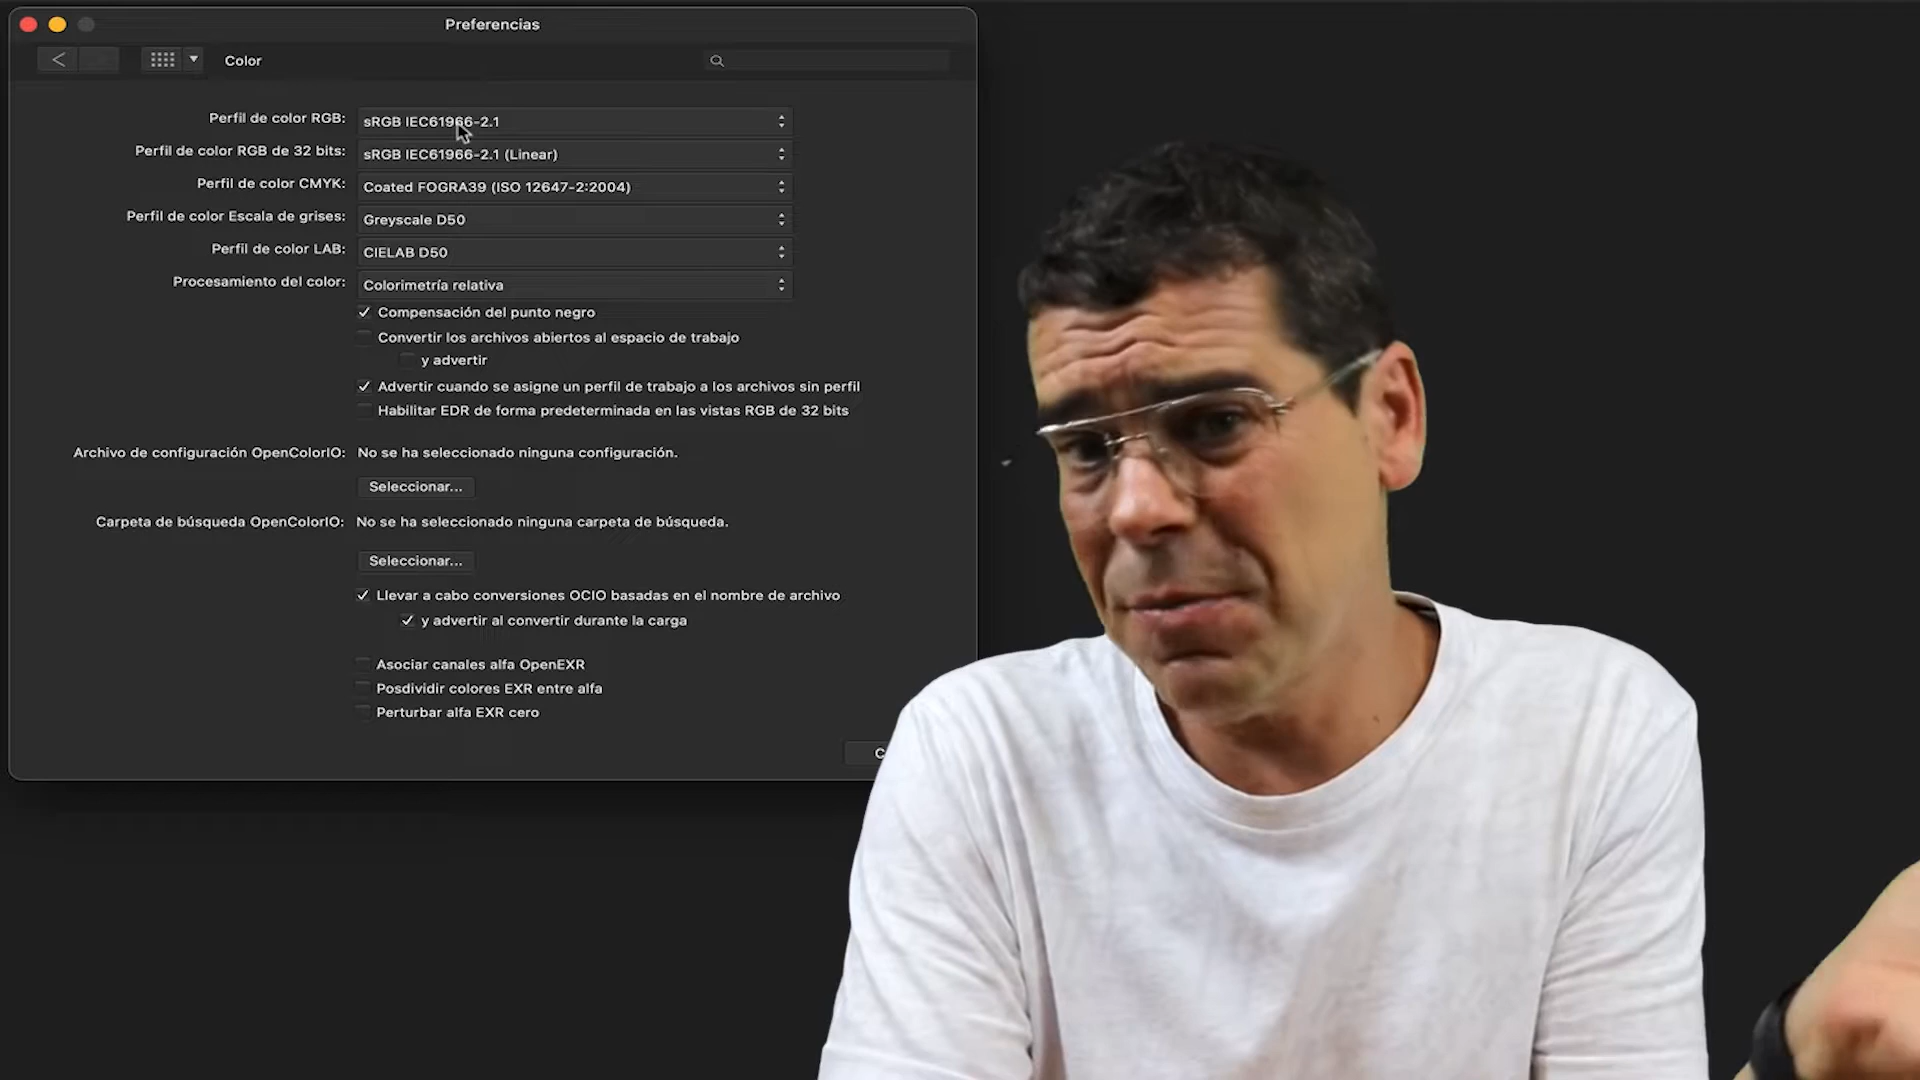 Preferencias
Color
Perfil de color RGB: sRGB IEC61966-2.1
Perfil de color RGB de 32 bits: sRGB IEC61966-2.1 (Linear)
Perfil de color CMYK: Coated FOGRA39 (ISO 12647-2:2004)
Perfil de color Escala de grises: Greyscale D50
Perfil de color LAB: CIELAB D50
Procesamiento del color: Colorimetría relativa
Compensación del punto negro
Convertir los archivos abiertos al espacio de trabajo
y advertir
Advertir cuando se asigne un perfil de trabajo a los archivos sin perfil
Habilitar EDR de forma predeterminada en las vistas RGB de 32 bits
Archivo de configuración OpenColorIO: No se ha seleccionado ninguna configuración.
Seleccionar...
Carpeta de búsqueda OpenColorIO: No se ha seleccionado ninguna carpeta de búsqueda.
Seleccionar...
Llevar a cabo conversiones OCIO basadas en el nombre de archivo
y advertir al convertir durante la carga
Asociar canales alfa OpenEXR
Posdividir colores EXR entre alfa
Perturbar alfa EXR cero